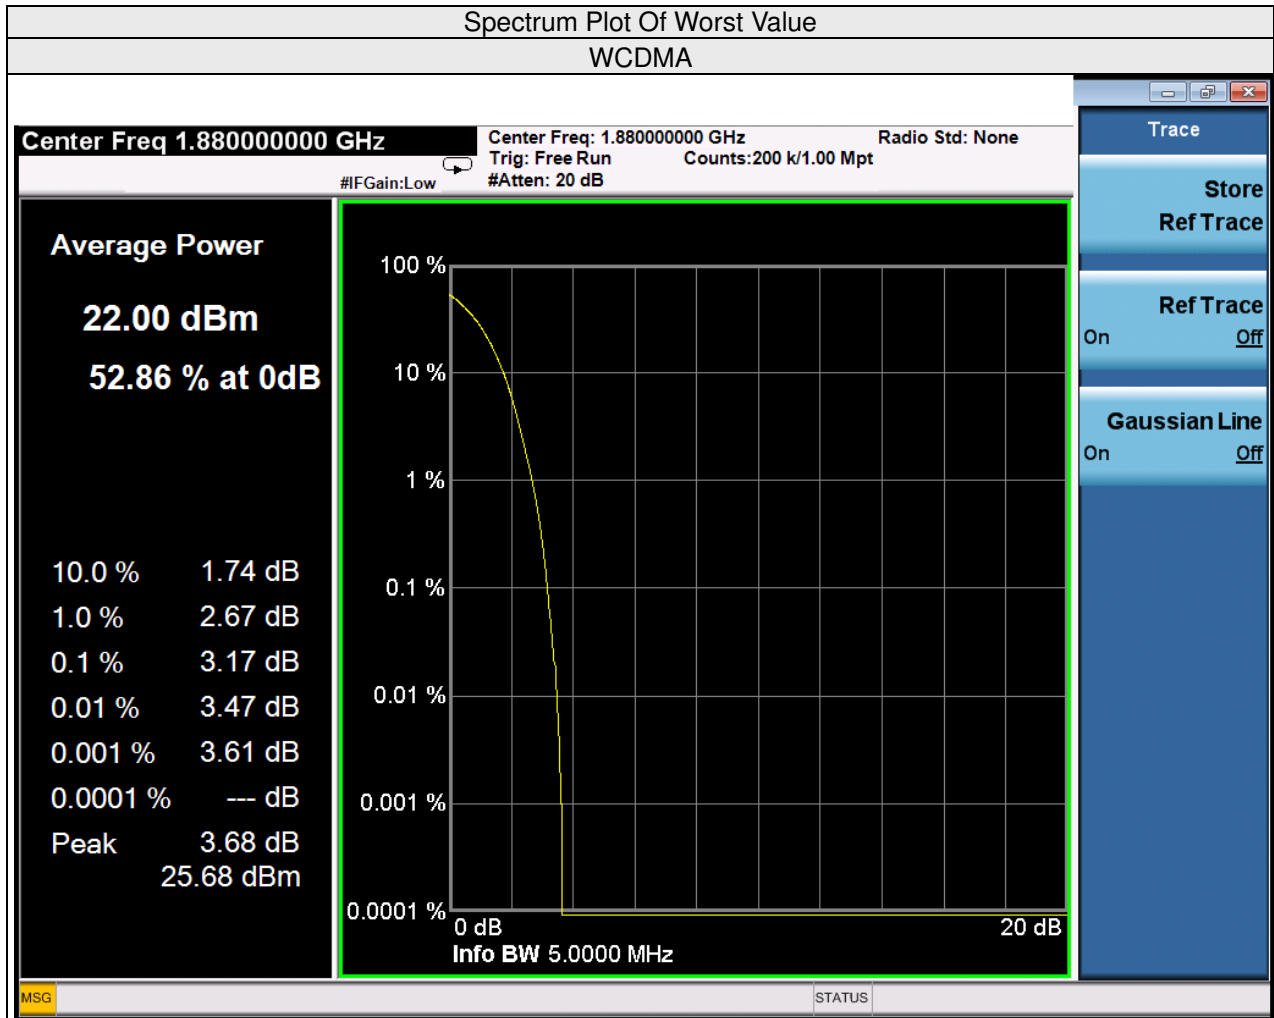 Spectrum Plot Of Worst Value
WCDMA
Center Freq 1.880000000 GHz
#IFGain:Low
Center Freq: 1.880000000 GHz
Radio Std: None
Trig: Free Run
Counts:200 k/1.00 Mpt
#Atten: 20 dB
Average Power
22.00 dBm
52.86 % at 0dB
10.0 % 1.74 dB
1.0 % 2.67 dB
0.1 % 3.17 dB
0.01 % 3.47 dB
0.001 % 3.61 dB
0.0001 % --- dB
Peak 3.68 dB
25.68 dBm
100 %
10 %
1 %
0.1 %
0.01 %
0.001 %
0.0001 %
0 dB 20 dB
Info BW 5.0000 MHz
Trace
Store
Ref Trace
Ref Trace
On Off
Gaussian Line
On Off
MSG STATUS